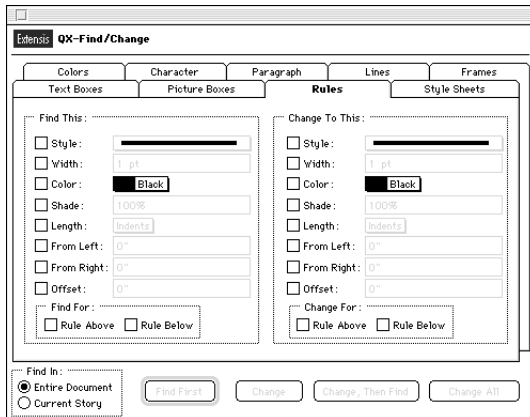 Extensis QX-Find/Change
Colors Character Paragraph Lines Frames
Text Boxes Picture Boxes Rules Style Sheets
Find This: Change To This:
Style: Style:
Width: 1 pt Width: 1 pt
Color: Black Color: Black
Shade: 100% Shade: 100%
Length: Indents Length: Indents
From Left: 0" From Left: 0"
From Right: 0" From Right: 0"
Offset: 0" Offset: 0"
Find For: Change For:
Rule Above Rule Below Rule Above Rule Below
Find In:
Entire Document Find First Change Change, Then Find Change All
Current Story